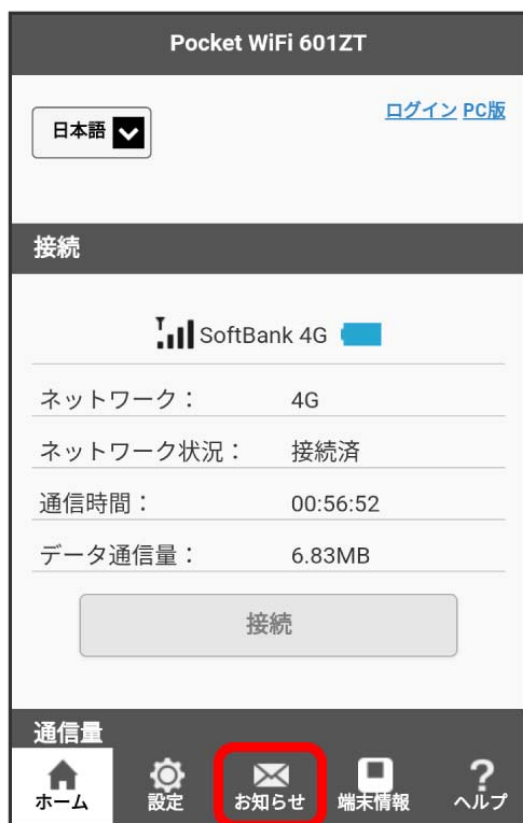 Pocket WiFi 601ZT
日本語
ログイン PC版
接続
SoftBank 4G
ネットワーク： 4G
ネットワーク状況： 接続済
通信時間： 00:56:52
データ通信量： 6.83MB
接続
通信量
ホーム 設定 お知らせ 端末情報 ヘルプ